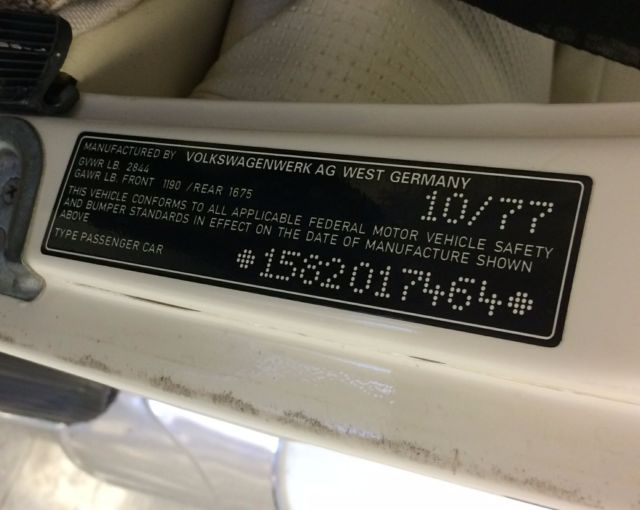 MANUFACTURED BY VOLKSWAGENWERK AG WEST GERMANY
GVWR LB. 2844
GAWR LB. FRONT 1190 / REAR 1675
10/77
THIS VEHICLE CONFORMS TO ALL APPLICABLE FEDERAL MOTOR VEHICLE SAFETY
AND BUMPER STANDARDS IN EFFECT ON THE DATE OF MANUFACTURE SHOWN
ABOVE
TYPE PASSENGER CAR
*1582017464*